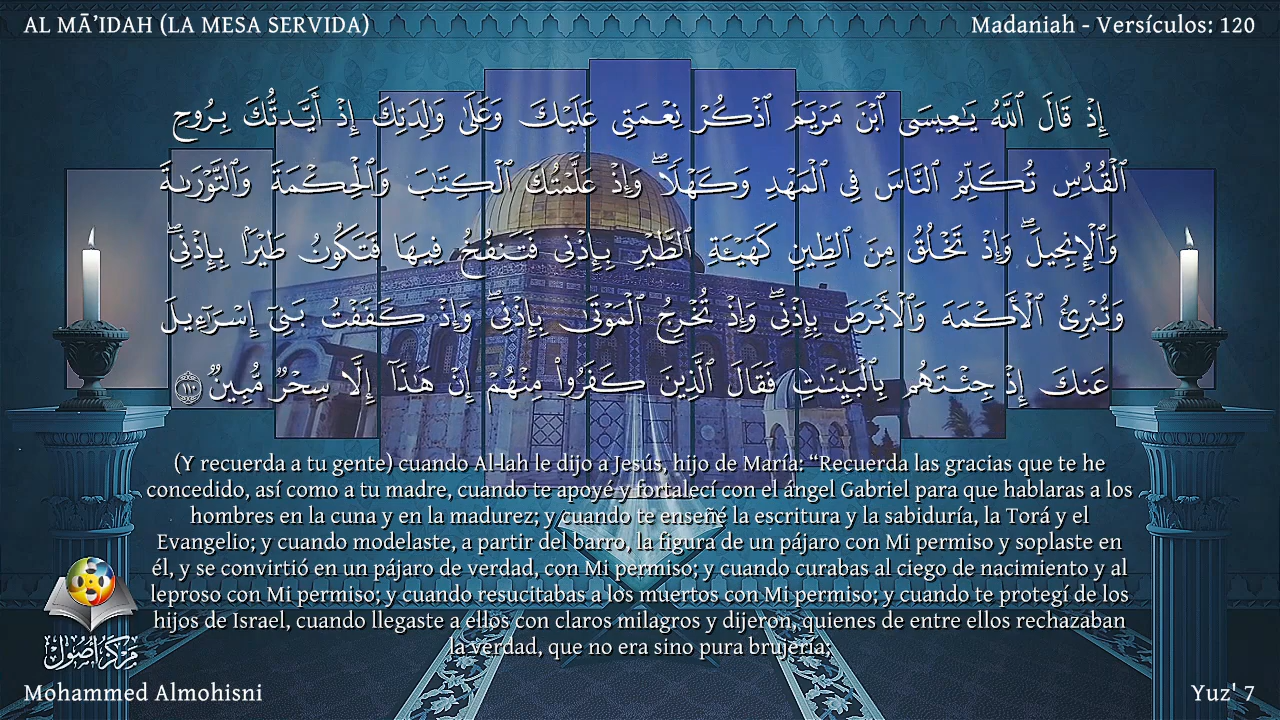 AL MĀʼIDAH (LA MESA SERVIDA)
Madaniah - Versículos: 120
إِذْ قَالَ ٱللَّهُ يَـٰعِيسَى ٱبْنَ مَرْيَمَ ٱذْكُرْ نِعْمَتِى عَلَيْكَ وَعَلَىٰ وَٰلِدَتِكَ إِذْ أَيَّدتُّكَ بِرُوحِ
ٱلْقُدُسِ تُكَلِّمُ ٱلنَّاسَ فِى ٱلْمَهْدِ وَكَهْلًا ۖ وَإِذْ عَلَّمْتُكَ ٱلْكِتَـٰبَ وَٱلْحِكْمَةَ وَٱلتَّوْرَىٰةَ
وَٱلْإِنجِيلَ ۖ وَإِذْ تَخْلُقُ مِنَ ٱلطِّينِ كَهَيْـَٔةِ ٱلطَّيْرِ بِإِذْنِى فَتَنفُخُ فِيهَا فَتَكُونُ طَيْرًۢا بِإِذْنِى ۖ
وَتُبْرِئُ ٱلْأَكْمَهَ وَٱلْأَبْرَصَ بِإِذْنِى ۖ وَإِذْ تُخْرِجُ ٱلْمَوْتَىٰ بِإِذْنِى ۖ وَإِذْ كَفَفْتُ بَنِىٓ إِسْرَٰٓءِيلَ
عَنكَ إِذْ جِئْتَهُم بِٱلْبَيِّنَـٰتِ فَقَالَ ٱلَّذِينَ كَفَرُوا۟ مِنْهُمْ إِنْ هَـٰذَآ إِلَّا سِحْرٌ مُّبِينٌ ١١٠
(Y recuerda a tu gente) cuando Al-lah le dijo a Jesús, hijo de María: “Recuerda las gracias que te he
concedido, así como a tu madre, cuando te apoyé y fortalecí con el ángel Gabriel para que hablaras a los
hombres en la cuna y en la madurez; y cuando te enseñé la escritura y la sabiduría, la Torá y el
Evangelio; y cuando modelaste, a partir del barro, la figura de un pájaro con Mi permiso y soplaste en
él, y se convirtió en un pájaro de verdad, con Mi permiso; y cuando curabas al ciego de nacimiento y al
leproso con Mi permiso; y cuando resucitabas a los muertos con Mi permiso; y cuando te protegí de los
hijos de Israel, cuando llegaste a ellos con claros milagros y dijeron, quienes de entre ellos rechazaban
la verdad, que no era sino pura brujería;
مركز أصول
Mohammed Almohisni
Yuz' 7